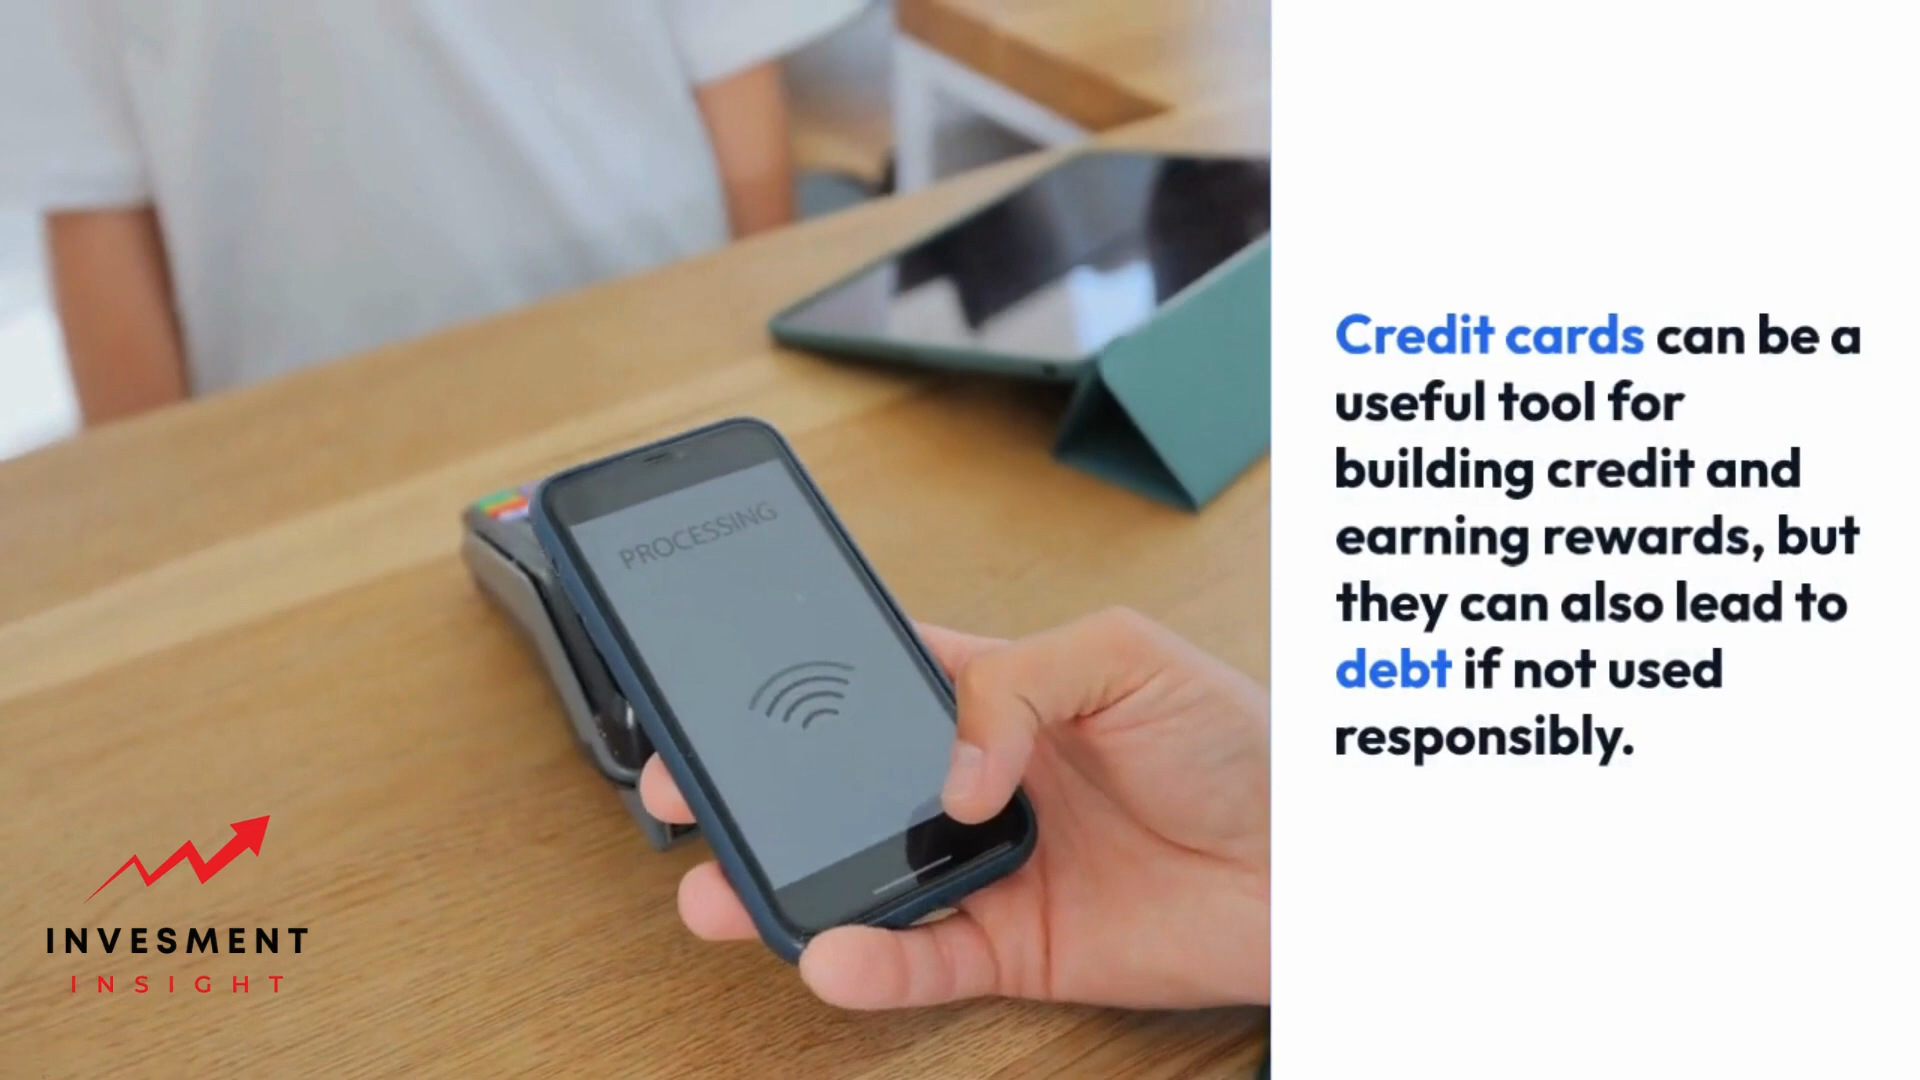 Credit cards can be a
useful tool for
building credit and
earning rewards, but
they can also lead to
debt if not used
responsibly.
PROCESSING
INVESMENT
INSIGHT